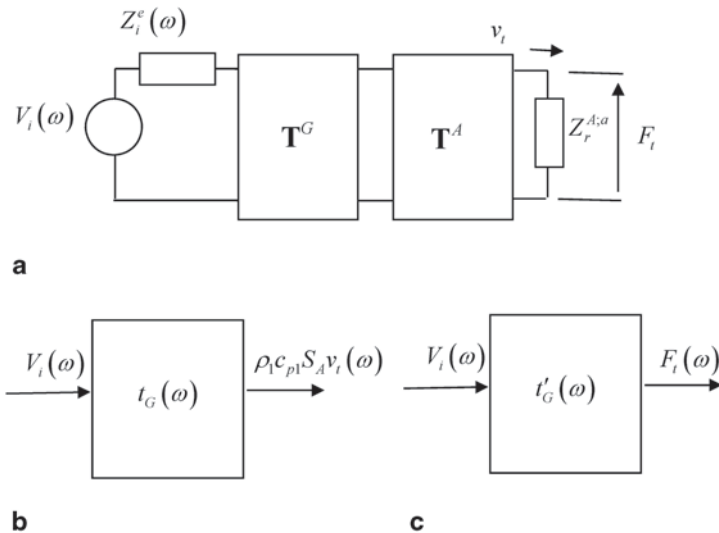 Z_i^e(ω)
v_t
V_i(ω)
T^G
T^A
Z_r^{A;a}
F_t
a
V_i(ω)
t_G(ω)
ρ_1 c_{p1} S_A v_t(ω)
V_i(ω)
t'_G(ω)
F_t(ω)
b
c